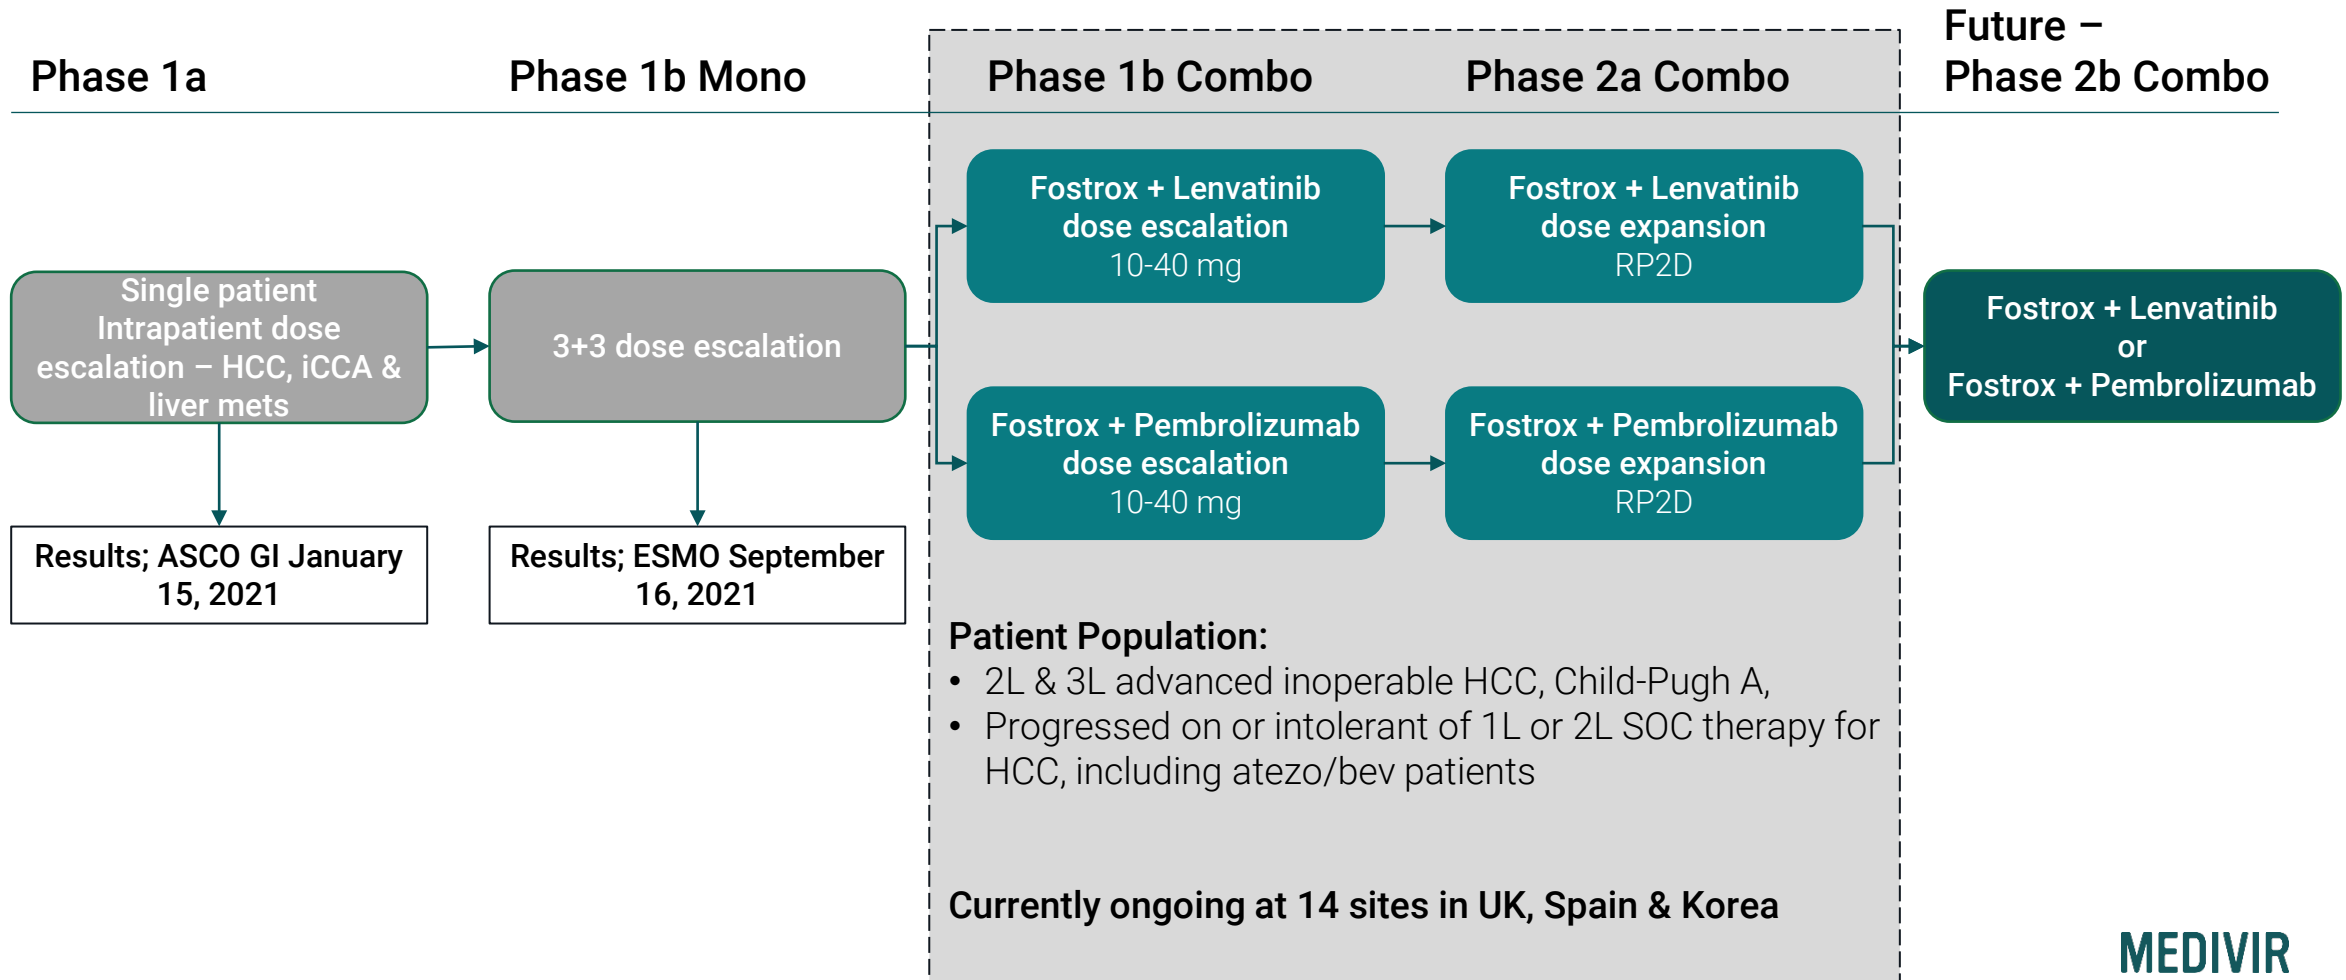 Phase 1a
Phase 1b Mono
Phase 1b Combo
Phase 2a Combo
Future –
Phase 2b Combo
Single patient
Intrapatient dose
escalation – HCC, iCCA &
liver mets
3+3 dose escalation
Fostrox + Lenvatinib
dose escalation
10-40 mg
Fostrox + Lenvatinib
dose expansion
RP2D
Fostrox + Pembrolizumab
dose escalation
10-40 mg
Fostrox + Pembrolizumab
dose expansion
RP2D
Fostrox + Lenvatinib
or
Fostrox + Pembrolizumab
Results; ASCO GI January
15, 2021
Results; ESMO September
16, 2021
Patient Population:
• 2L & 3L advanced inoperable HCC, Child-Pugh A,
• Progressed on or intolerant of 1L or 2L SOC therapy for
HCC, including atezo/bev patients
Currently ongoing at 14 sites in UK, Spain & Korea
MEDIVIR